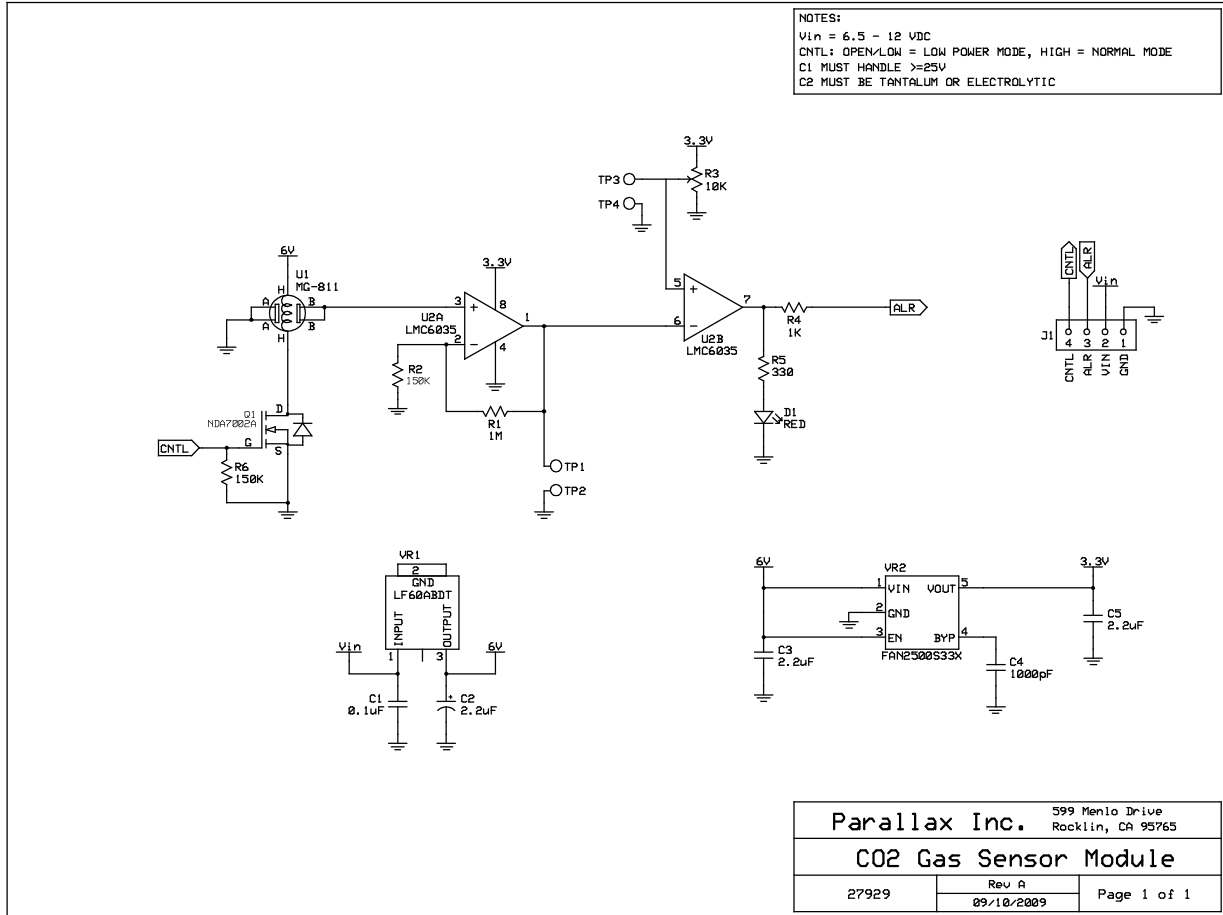 NOTES:
Vin = 6.5 - 12 VDC
CNTL: OPEN/LOW = LOW POWER MODE, HIGH = NORMAL MODE
C1 MUST HANDLE >=25V
C2 MUST BE TANTALUM OR ELECTROLYTIC
3.3V
R3
10K
TP3
TP4
6V
U1
MG-811
H
A
B
A
B
H
3.3V
3
+
8
1
U2A
LMC6035
2
-
4
R2
150K
R1
1M
TP1
TP2
5
+
7
6
-
U2B
LMC6035
R4
1K
ALR
R5
330
D1
RED
CNTL
ALR
Vin
J1
4
3
2
1
CNTL
ALR
VIN
GND
Q1
NDA7002A
D
G
S
CNTL
R6
150K
VR1
2
GND
LF60ABDT
INPUT
OUTPUT
Vin
1
3
6V
C1
0.1uF
+
C2
2.2uF
6V
VR2
3.3V
1
VIN
VOUT
5
2
GND
3
EN
BYP
4
FAN2500S33X
C3
2.2uF
C4
1000pF
C5
2.2uF
Parallax Inc.
599 Menlo Drive
Rocklin, CA 95765
CO2 Gas Sensor Module
27929
Rev A
09/10/2009
Page 1 of 1